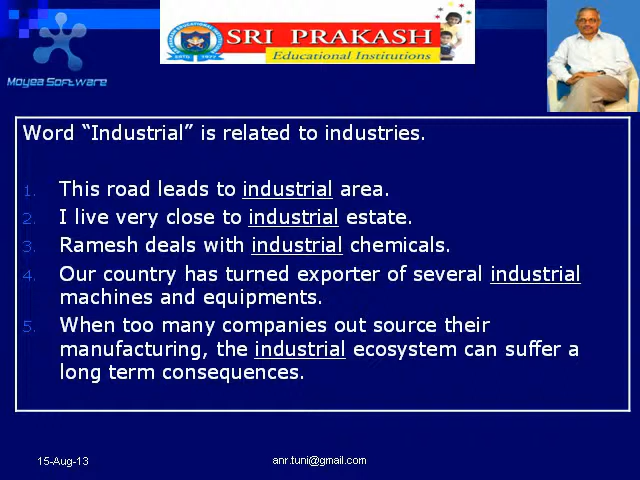 SRI PRAKASH
Educational Institutions
ESTD 1977
Moyea Software
Word “Industrial” is related to industries.
1. This road leads to industrial area.
2. I live very close to industrial estate.
3. Ramesh deals with industrial chemicals.
4. Our country has turned exporter of several industrial
machines and equipments.
5. When too many companies out source their
manufacturing, the industrial ecosystem can suffer a
long term consequences.
15-Aug-13
anr.tuni@gmail.com